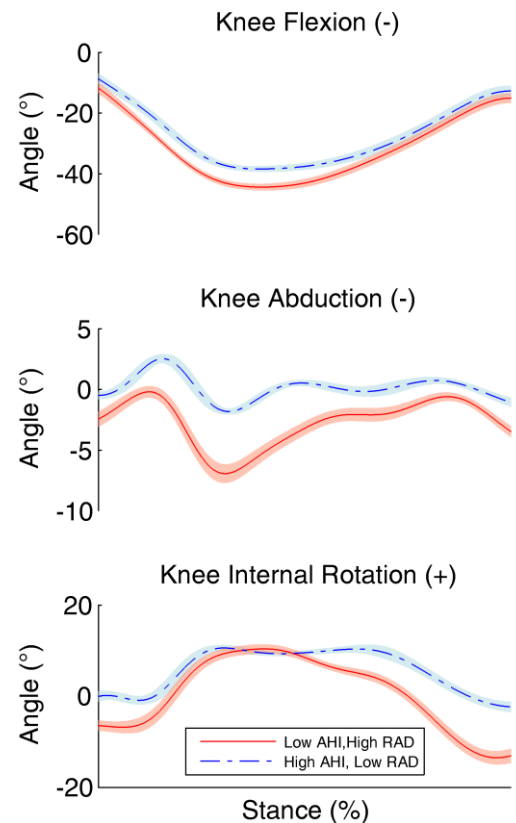 Knee Flexion (-)
0
-20
-40
-60
Angle (°)
Knee Abduction (-)
5
0
-5
-10
Angle (°)
Knee Internal Rotation (+)
20
0
-20
Angle (°)
Low AHI,High RAD
High AHI, Low RAD
Stance (%)